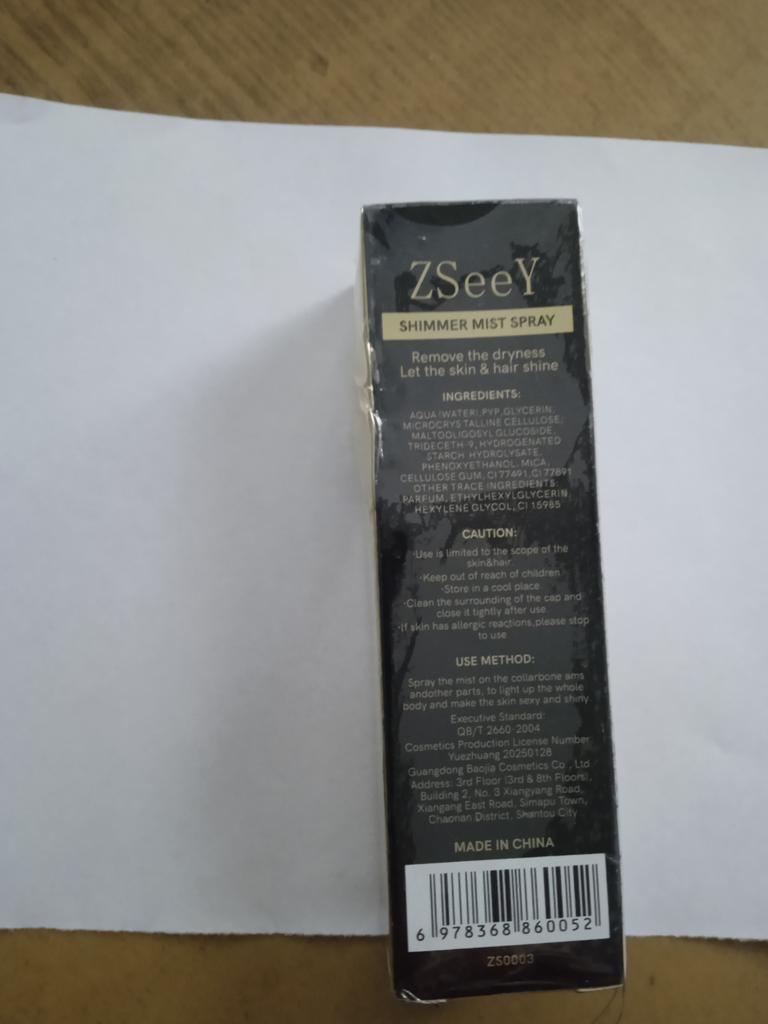 ZSeeY
SHIMMER MIST SPRAY
Remove the dryness
Let the skin & hair shine
INGREDIENTS:
AQUA (WATER), PVP, GLYCERIN,
MICROCRYS TALLINE CELLULOSE,
MALTOOLIGOSYL GLUCOSIDE,
TRIDECETH-9, HYDROGENATED
STARCH HYDROLYSATE,
PHENOXYETHANOL, MICA,
CELLULOSE GUM, CI 77491, CI 77891
OTHER TRACE INGREDIENTS:
PARFUM, ETHYLHEXYLGLYCERIN,
HEXYLENE GLYCOL, CI 15985
CAUTION:
·Use is limited to the scope of the
skin&hair.
·Keep out of reach of children
·Store in a cool place
·Clean the surrounding of the cap and
close it tightly after use.
·If skin has allergic reactions,please stop
to use
USE METHOD:
Spray the mist on the collarbone ams
andother parts, to light up the whole
body and make the skin sexy and shiny
Executive Standard:
QB/T 2660-2004
Cosmetics Production License Number
Yuezhuang 20250128
Guangdong Baojia Cosmetics Co., Ltd
Address: 3rd Floor (3rd & 8th Floors),
Building 2, No. 3 Xiangyang Road,
Xiangang East Road, Simapu Town,
Chaonan District, Shantou City
MADE IN CHINA
6 978368 860052
ZS0003